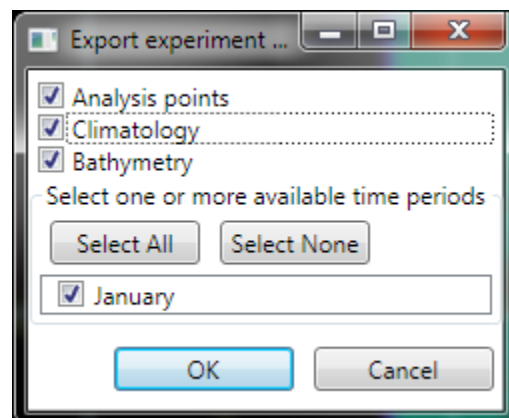 Export experiment ...
Analysis points
Climatology
Bathymetry
Select one or more available time periods
Select All Select None
January
OK Cancel